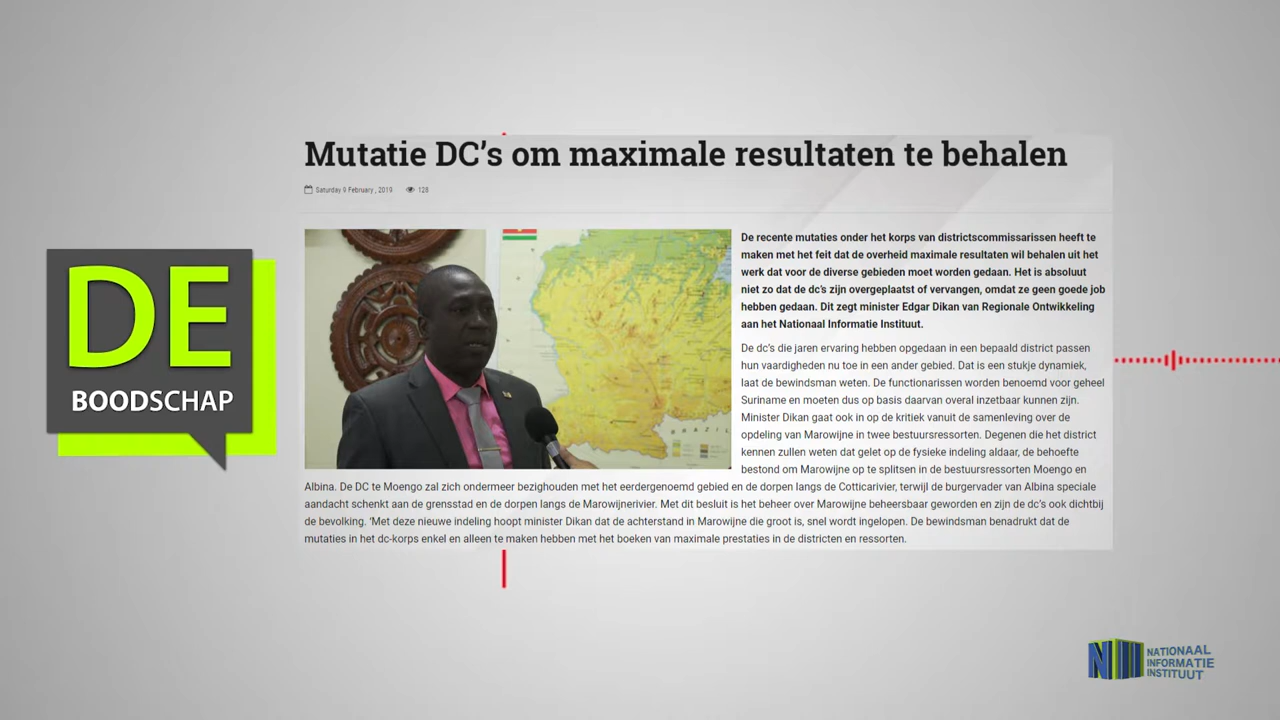 Mutatie DC's om maximale resultaten te behalen
Saturday 9 February , 2019 128
De recente mutaties onder het korps van districtscommissarissen heeft te
maken met het feit dat de overheid maximale resultaten wil behalen uit het
werk dat voor de diverse gebieden moet worden gedaan. Het is absoluut
niet zo dat de dc's zijn overgeplaatst of vervangen, omdat ze geen goede job
hebben gedaan. Dit zegt minister Edgar Dikan van Regionale Ontwikkeling
aan het Nationaal Informatie Instituut.
De dc's die jaren ervaring hebben opgedaan in een bepaald district passen
hun vaardigheden nu toe in een ander gebied. Dat is een stukje dynamiek,
laat de bewindsman weten. De functionarissen worden benoemd voor geheel
Suriname en moeten dus op basis daarvan overal inzetbaar kunnen zijn.
Minister Dikan gaat ook in op de kritiek vanuit de samenleving over de
opdeling van Marowijne in twee bestuursressorten. Degenen die het district
kennen zullen weten dat gelet op de fysieke indeling aldaar, de behoefte
bestond om Marowijne op te splitsen in de bestuursressorten Moengo en
Albina. De DC te Moengo zal zich ondermeer bezighouden met het eerdergenoemd gebied en de dorpen langs de Cotticarivier, terwijl de burgervader van Albina speciale
aandacht schenkt aan de grensstad en de dorpen langs de Marowijnerivier. Met dit besluit is het beheer over Marowijne beheersbaar geworden en zijn de dc's ook dichtbij
de bevolking. 'Met deze nieuwe indeling hoopt minister Dikan dat de achterstand in Marowijne die groot is, snel wordt ingelopen. De bewindsman benadrukt dat de
mutaties in het dc-korps enkel en alleen te maken hebben met het boeken van maximale prestaties in de districten en ressorten.
DE
BOODSCHAP
BRAZIL
NII NATIONAAL
INFORMATIE
INSTITUUT